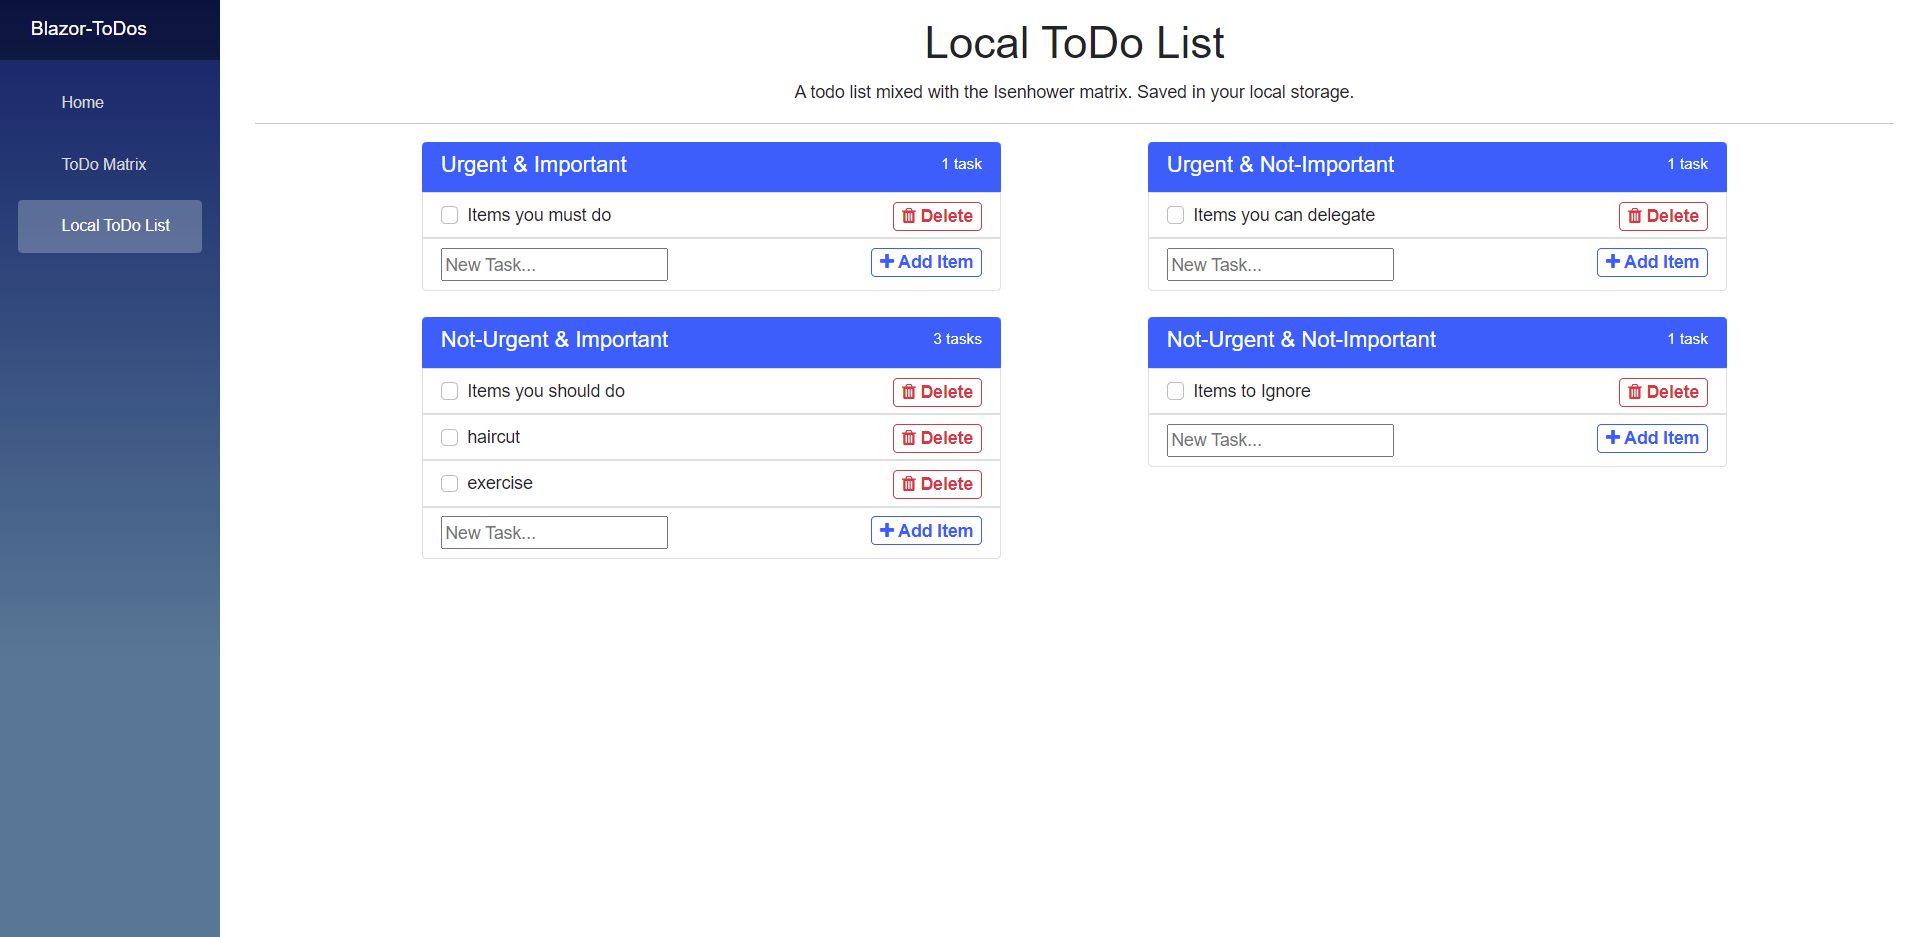 Blazor-ToDos
Home
ToDo Matrix
Local ToDo List
Local ToDo List
A todo list mixed with the Isenhower matrix. Saved in your local storage.
Urgent & Important 1 task
Items you must do Delete
New Task... Add Item
Urgent & Not-Important 1 task
Items you can delegate Delete
New Task... Add Item
Not-Urgent & Important 3 tasks
Items you should do Delete
haircut Delete
exercise Delete
New Task... Add Item
Not-Urgent & Not-Important 1 task
Items to Ignore Delete
New Task... Add Item